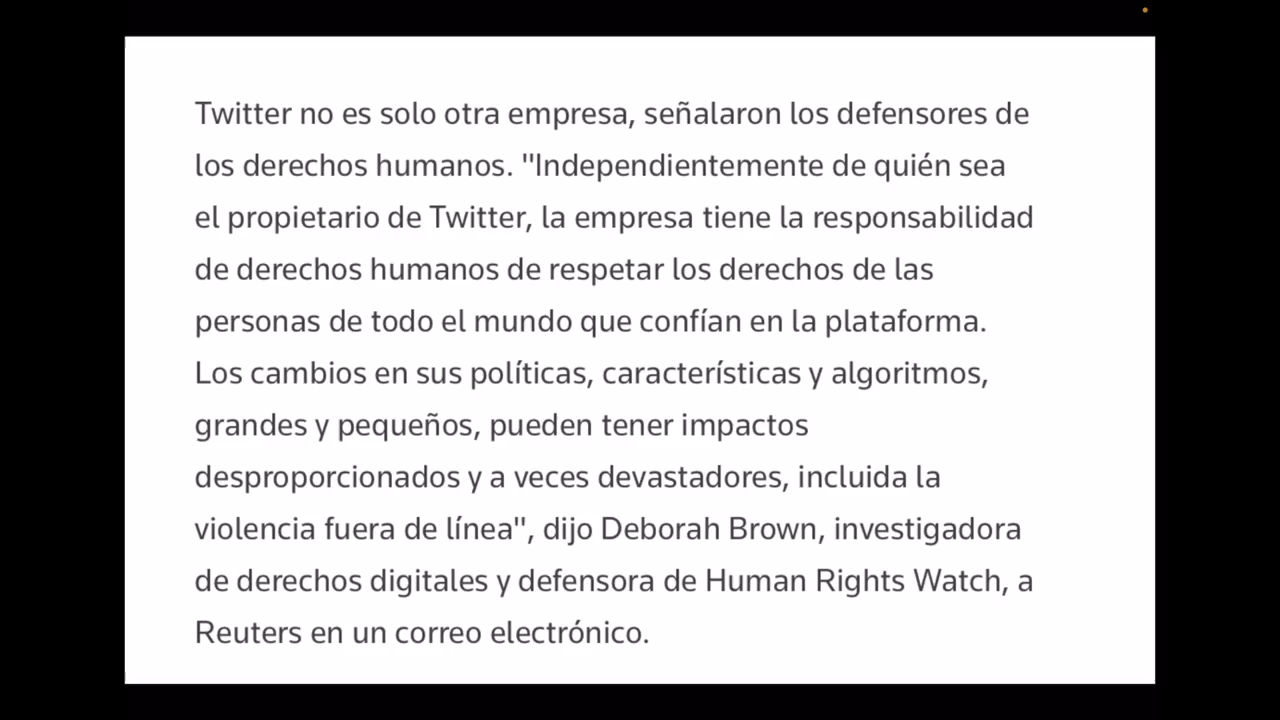 Twitter no es solo otra empresa, señalaron los defensores de
los derechos humanos. "Independientemente de quién sea
el propietario de Twitter, la empresa tiene la responsabilidad
de derechos humanos de respetar los derechos de las
personas de todo el mundo que confían en la plataforma.
Los cambios en sus políticas, características y algoritmos,
grandes y pequeños, pueden tener impactos
desproporcionados y a veces devastadores, incluida la
violencia fuera de línea", dijo Deborah Brown, investigadora
de derechos digitales y defensora de Human Rights Watch, a
Reuters en un correo electrónico.